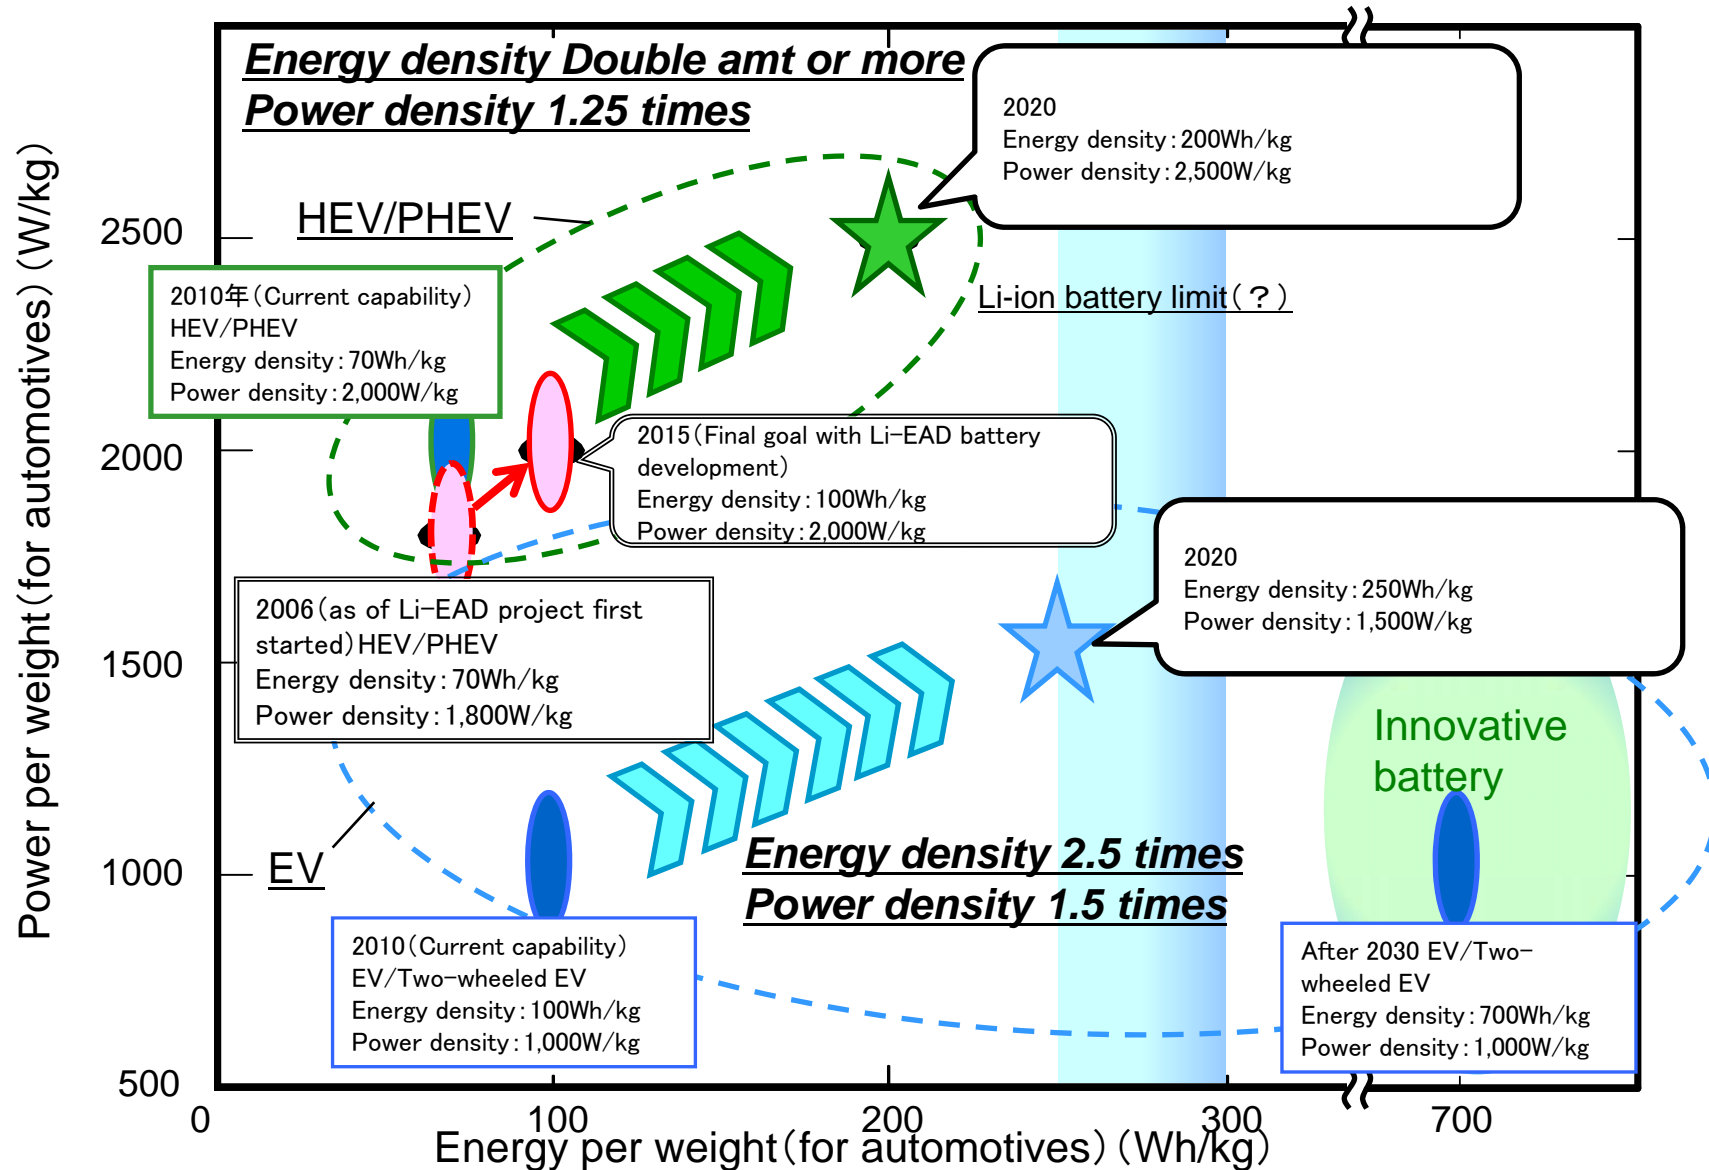 Energy density Double amt or more
Power density 1.25 times
2020
Energy density：200Wh/kg
Power density：2,500W/kg
HEV/PHEV
2010年（Current capability）
HEV/PHEV
Energy density：70Wh/kg
Power density：2,000W/kg
Li-ion battery limit（？）
2015（Final goal with Li−EAD battery
development）
Energy density：100Wh/kg
Power density：2,000W/kg
2020
Energy density：250Wh/kg
Power density：1,500W/kg
2006（as of Li−EAD project first
started）HEV/PHEV
Energy density：70Wh/kg
Power density：1,800W/kg
Innovative
battery
EV
Energy density 2.5 times
Power density 1.5 times
2010（Current capability）
EV/Two−wheeled EV
Energy density：100Wh/kg
Power density：1,000W/kg
After 2030 EV/Two−
wheeled EV
Energy density：700Wh/kg
Power density：1,000W/kg
Power per weight（for automotives）（W/kg）
2500
2000
1500
1000
500
0
100
200
300
700
Energy per weight（for automotives）（Wh/kg）